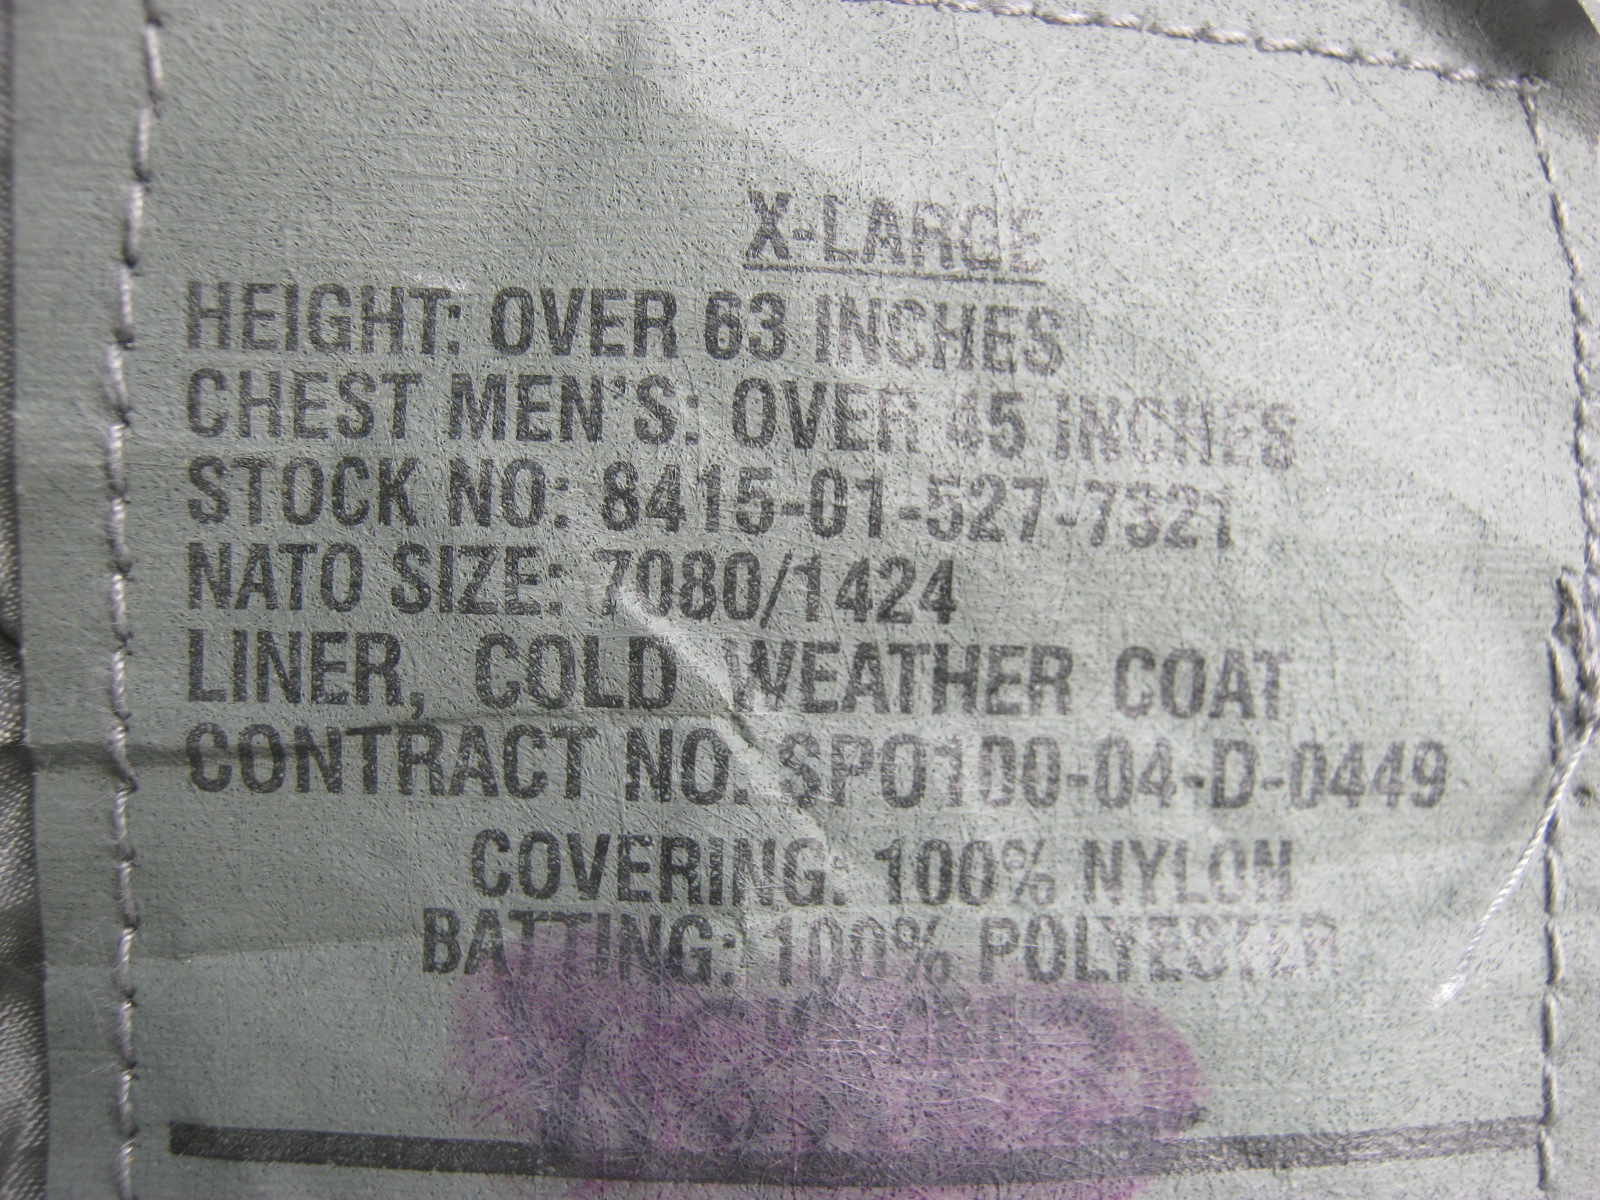 X-LARGE
HEIGHT: OVER 63 INCHES
CHEST MEN'S: OVER 45 INCHES
STOCK NO: 8415-01-527-7321
NATO SIZE: 7080/1424
LINER, COLD WEATHER COAT
CONTRACT NO. SPO100-04-D-0449
COVERING: 100% NYLON
BATTING: 100% POLYESTER